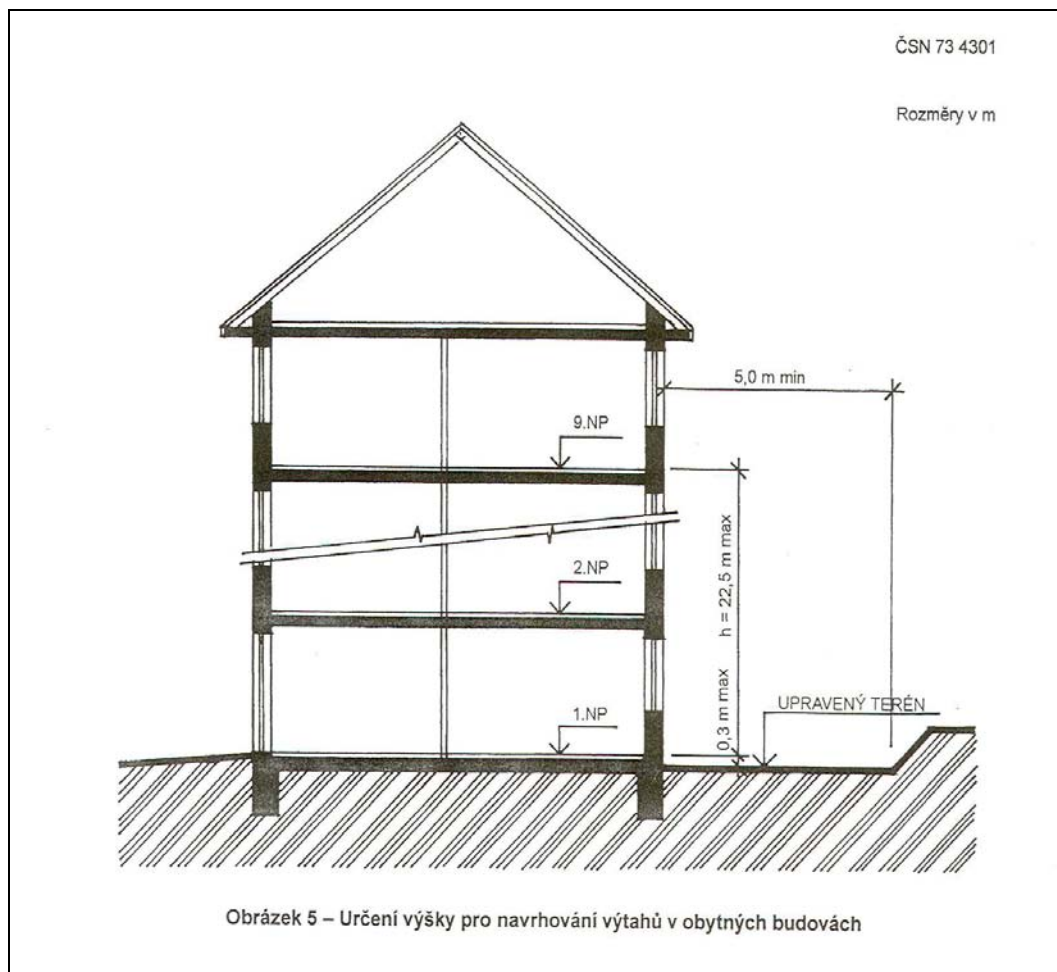 ČSN 73 4301
Rozměry v m
5,0 m min
9.NP
h = 22,5 m max
2.NP
UPRAVENÝ TERÉN
1.NP
0,3 m max
Obrázek 5 – Určení výšky pro navrhování výtahů v obytných budovách